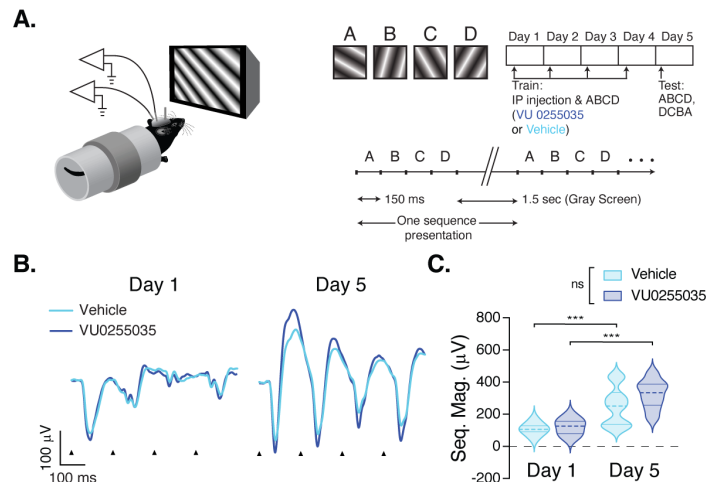 A.
A B C D
Day 1 Day 2 Day 3 Day 4 Day 5
Train:
IP injection & ABCD
(VU 0255035
or Vehicle)
Test:
ABCD,
DCBA
A B C D A B C D ...
150 ms
1.5 sec (Gray Screen)
One sequence
presentation
B.
Day 1 Day 5
Vehicle
VU0255035
100 μV
100 ms
C.
ns
Vehicle
VU0255035
Seq. Mag. (μV)
800
600
400
200
0
-200
***
***
Day 1 Day 5